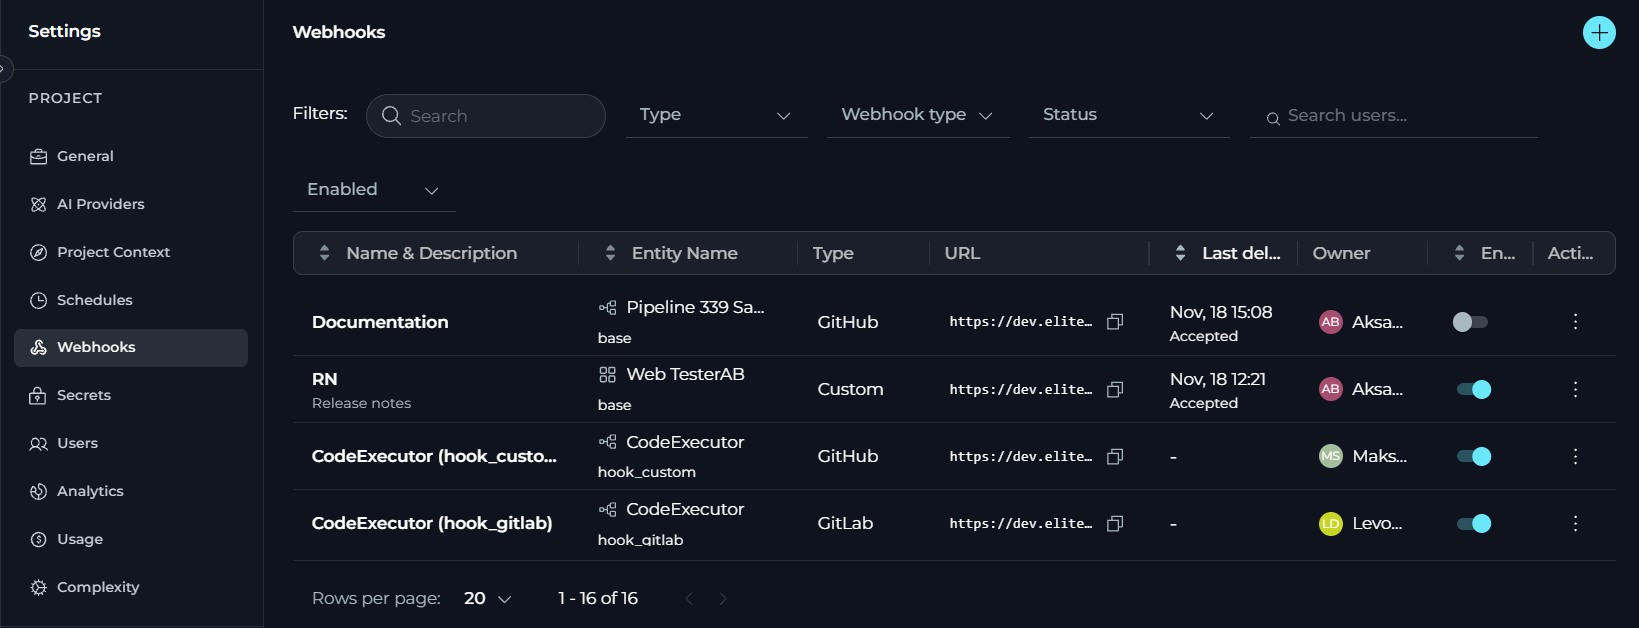 Settings
PROJECT
General
AI Providers
Project Context
Schedules
Webhooks
Secrets
Users
Analytics
Usage
Complexity
Webhooks
Filters:
Search
Type
Webhook type
Status
Search users...
Enabled
Name & Description
Entity Name
Type
URL
Last del...
Owner
En...
Acti...
Documentation
Pipeline 339 Sa...
base
GitHub
https://dev.elite...
Nov, 18 15:08
Accepted
AB
Aksa...
RN
Release notes
Web TesterAB
base
Custom
https://dev.elite...
Nov, 18 12:21
Accepted
AB
Aksa...
CodeExecutor (hook_custo...
CodeExecutor
hook_custom
GitHub
https://dev.elite...
-
MS
Maks...
CodeExecutor (hook_gitlab)
CodeExecutor
hook_gitlab
GitLab
https://dev.elite...
-
LD
Levo...
Rows per page:
20
1 - 16 of 16